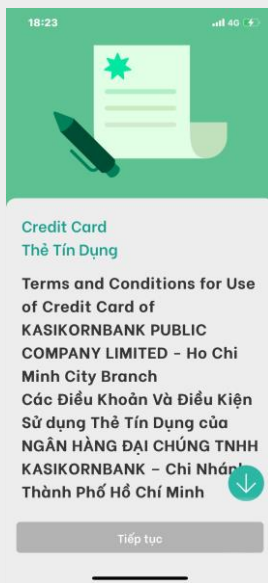 18:23
4G
Credit Card
Thẻ Tín Dụng
Terms and Conditions for Use
of Credit Card of
KASIKORNBANK PUBLIC
COMPANY LIMITED - Ho Chi
Minh City Branch
Các Điều Khoản Và Điều Kiện
Sử dụng Thẻ Tín Dụng của
NGÂN HÀNG ĐẠI CHÚNG TNHH
KASIKORNBANK – Chi Nhánh
Thành Phố Hồ Chí Minh
Tiếp tục